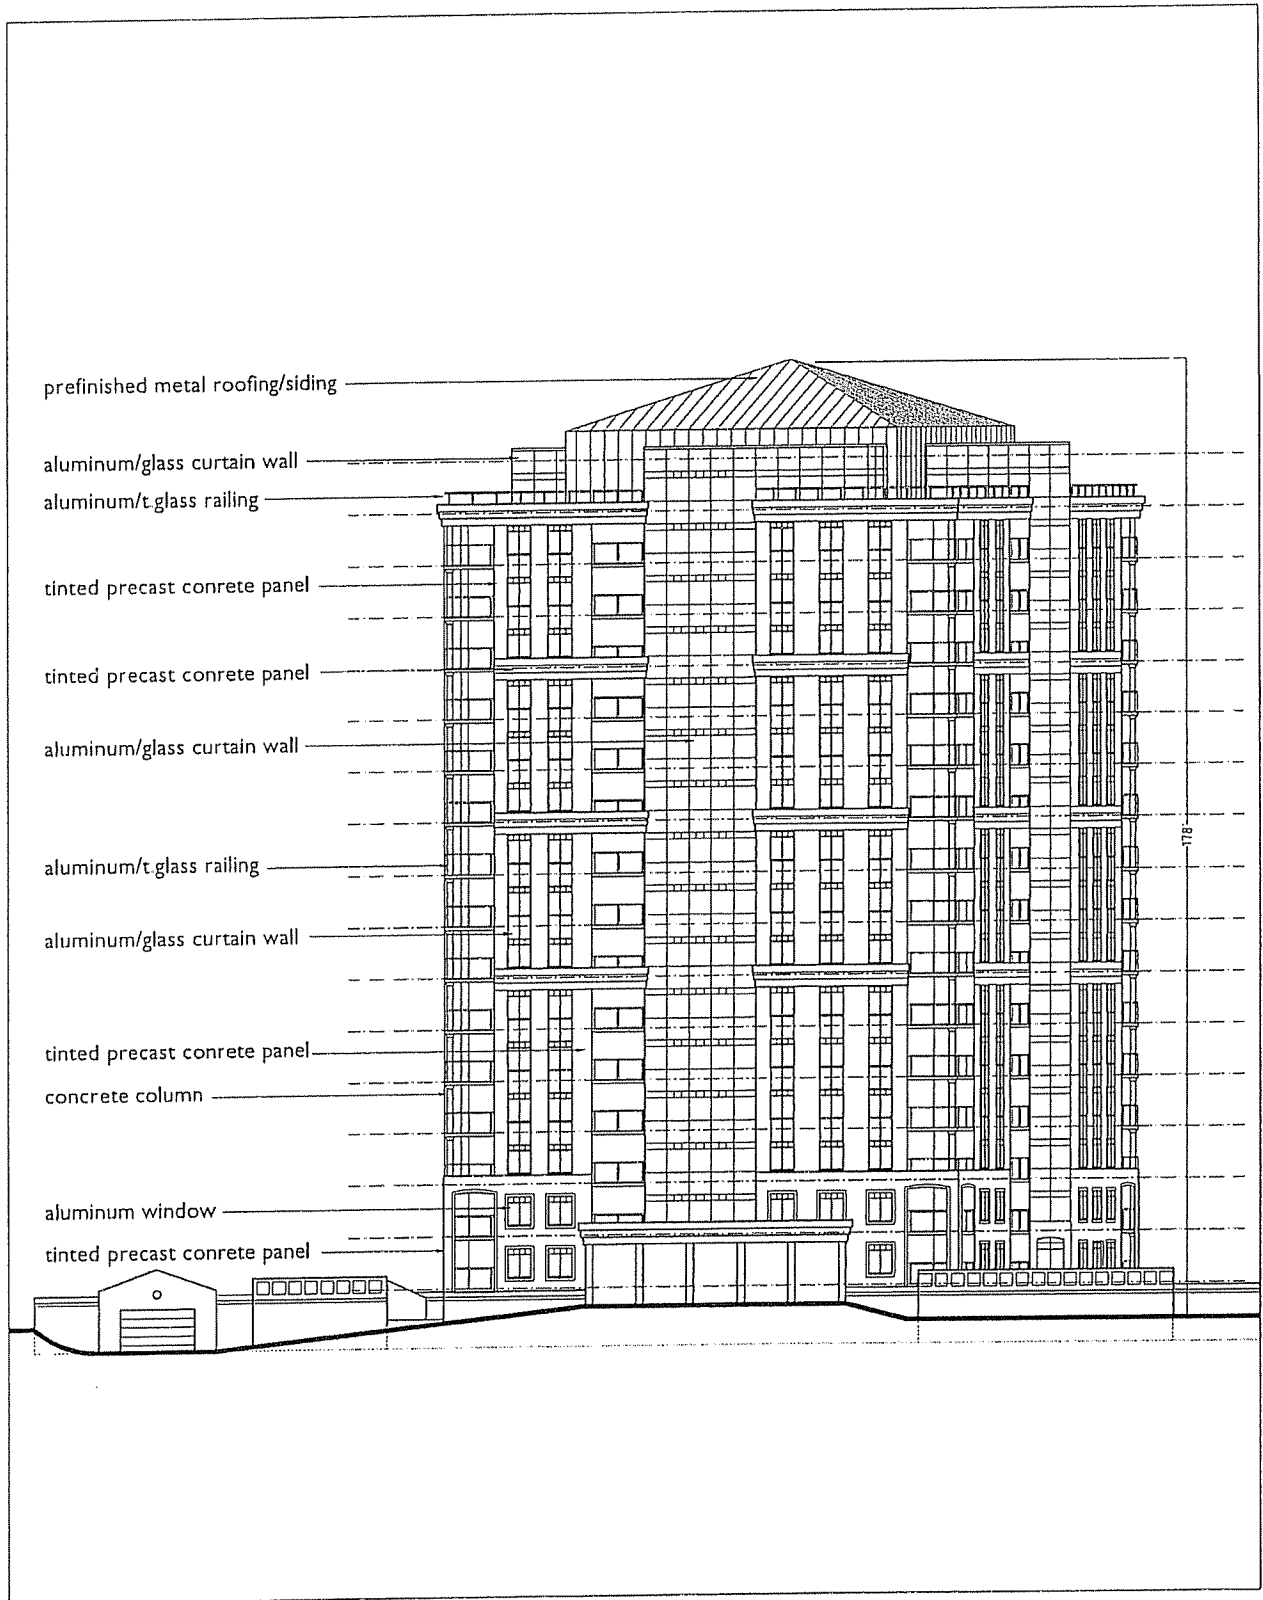 prefinished metal roofing/siding
aluminum/glass curtain wall
aluminum/t.glass railing
tinted precast conrete panel
tinted precast conrete panel
aluminum/glass curtain wall
aluminum/t.glass railing
aluminum/glass curtain wall
tinted precast conrete panel
concrete column
aluminum window
tinted precast conrete panel
178'